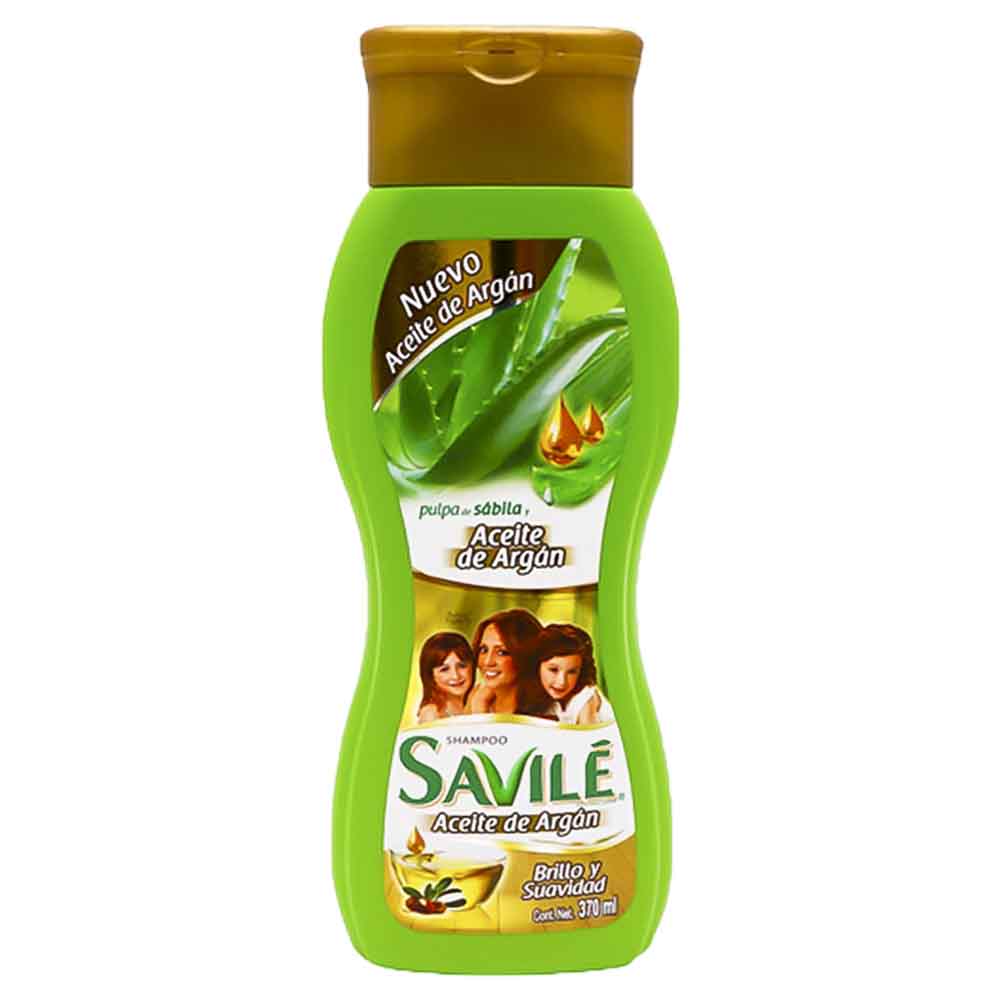 Nuevo
Aceite de Argán
pulpa de sábila y
Aceite
de Argán
SHAMPOO
SAVILÉ®
Aceite de Argán
Brillo y
Suavidad
Cont. Net. 370 ml